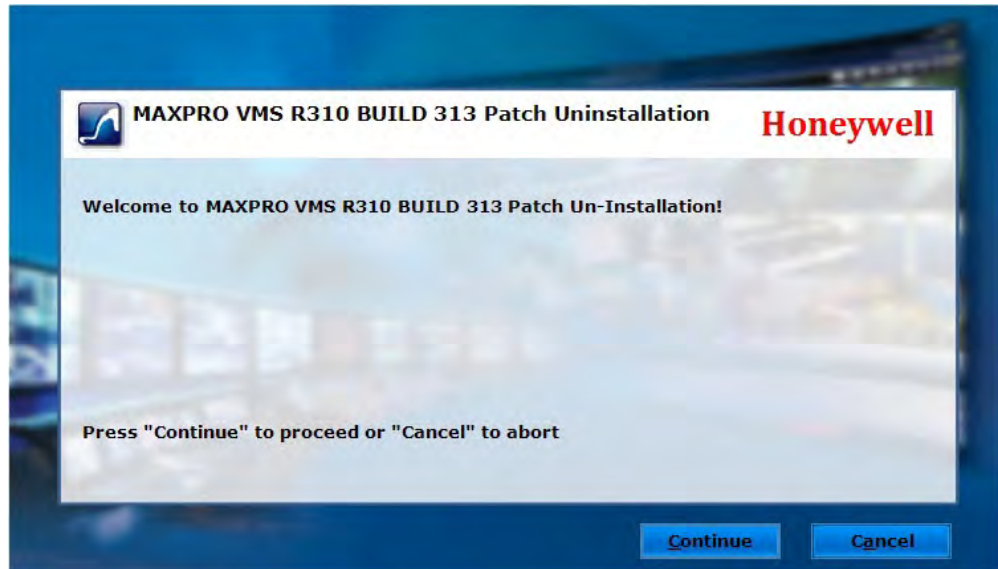 MAXPRO VMS R310 BUILD 313 Patch Uninstallation
Honeywell
Welcome to MAXPRO VMS R310 BUILD 313 Patch Un-Installation!
Press "Continue" to proceed or "Cancel" to abort
Continue
Cancel